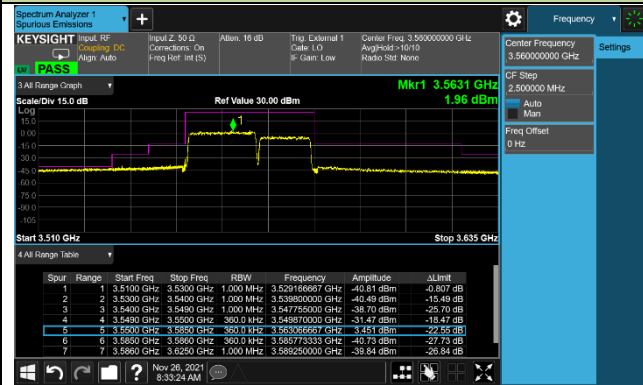 Spectrum Analyzer 1
Spurious Emissions
Frequency
KEYSIGHT Input: RF Input Z: 50 Ω Atten: 16 dB Trig: External 1 Center Freq: 3.560000000 GHz
Coupling: DC Corrections: On Gate: LO Avg|Hold:>10/10
Align: Auto Freq Ref: Int (S) IF Gain: Low Radio Std: None
PASS
Center Frequency
3.560000000 GHz
Settings
CF Step
2.500000 MHz
Auto
Man
Freq Offset
0 Hz
3 All Range Graph
Mkr1 3.5631 GHz
Scale/Div 15.0 dB Ref Value 30.00 dBm 1.96 dBm
Log
15.0
0.00
-15.0
-30.0
-45.0
-60.0
-75.0
-90.0
-105
1
Start 3.510 GHz Stop 3.635 GHz
4 All Range Table
Spur Range Start Freq Stop Freq RBW Frequency Amplitude ΔLimit
1 1 3.5100 GHz 3.5300 GHz 1.000 MHz 3.529166667 GHz -40.81 dBm -0.807 dB
2 2 3.5300 GHz 3.5400 GHz 1.000 MHz 3.539800000 GHz -40.49 dBm -15.49 dB
3 3 3.5400 GHz 3.5490 GHz 1.000 MHz 3.547755000 GHz -38.70 dBm -25.70 dB
4 4 3.5490 GHz 3.5500 GHz 360.0 kHz 3.549870000 GHz -31.47 dBm -18.47 dB
5 5 3.5500 GHz 3.5850 GHz 360.0 kHz 3.563066667 GHz 3.451 dBm -22.55 dB
6 6 3.5850 GHz 3.5860 GHz 360.0 kHz 3.585773333 GHz -40.73 dBm -27.73 dB
7 7 3.5860 GHz 3.6250 GHz 1.000 MHz 3.589250000 GHz -39.84 dBm -26.84 dB
Nov 26, 2021
8:33:24 AM